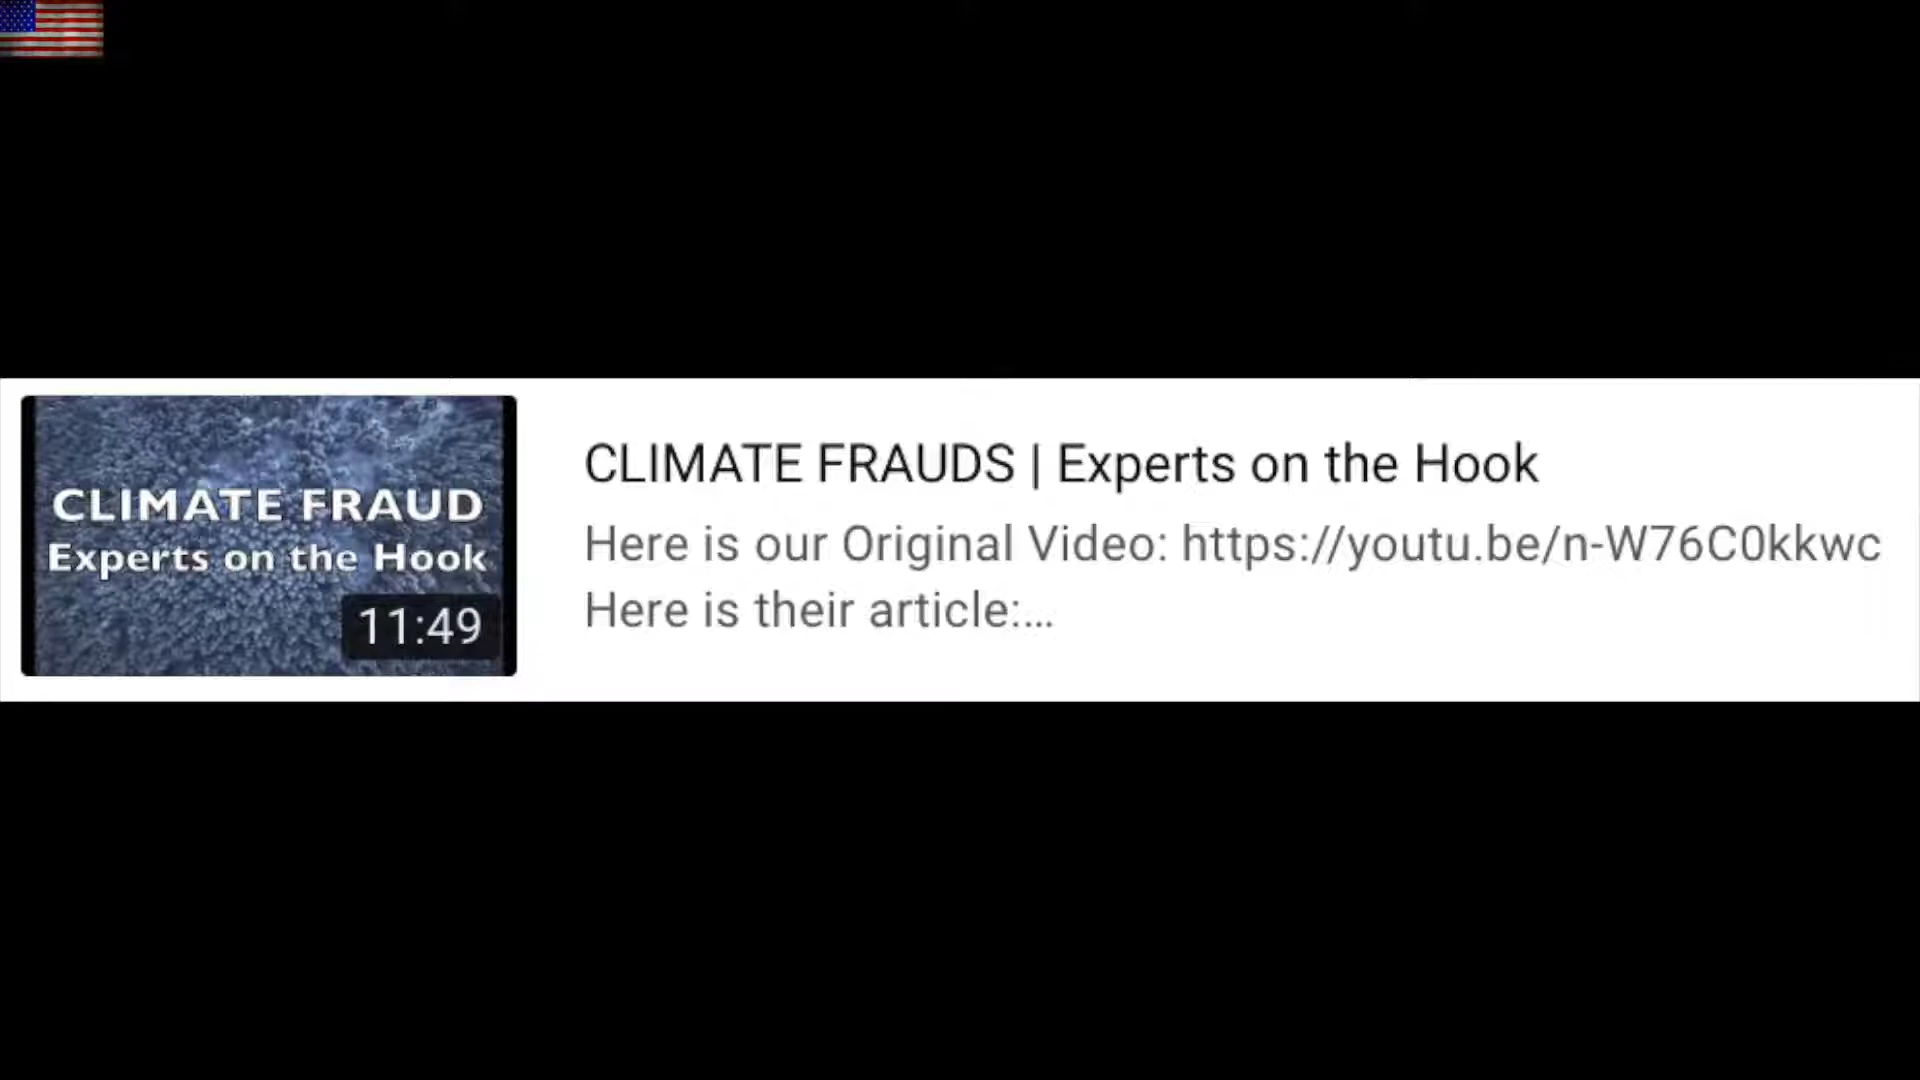 CLIMATE FRAUD
Experts on the Hook
11:49
CLIMATE FRAUDS | Experts on the Hook
Here is our Original Video: https://youtu.be/n-W76C0kkwc
Here is their article:...